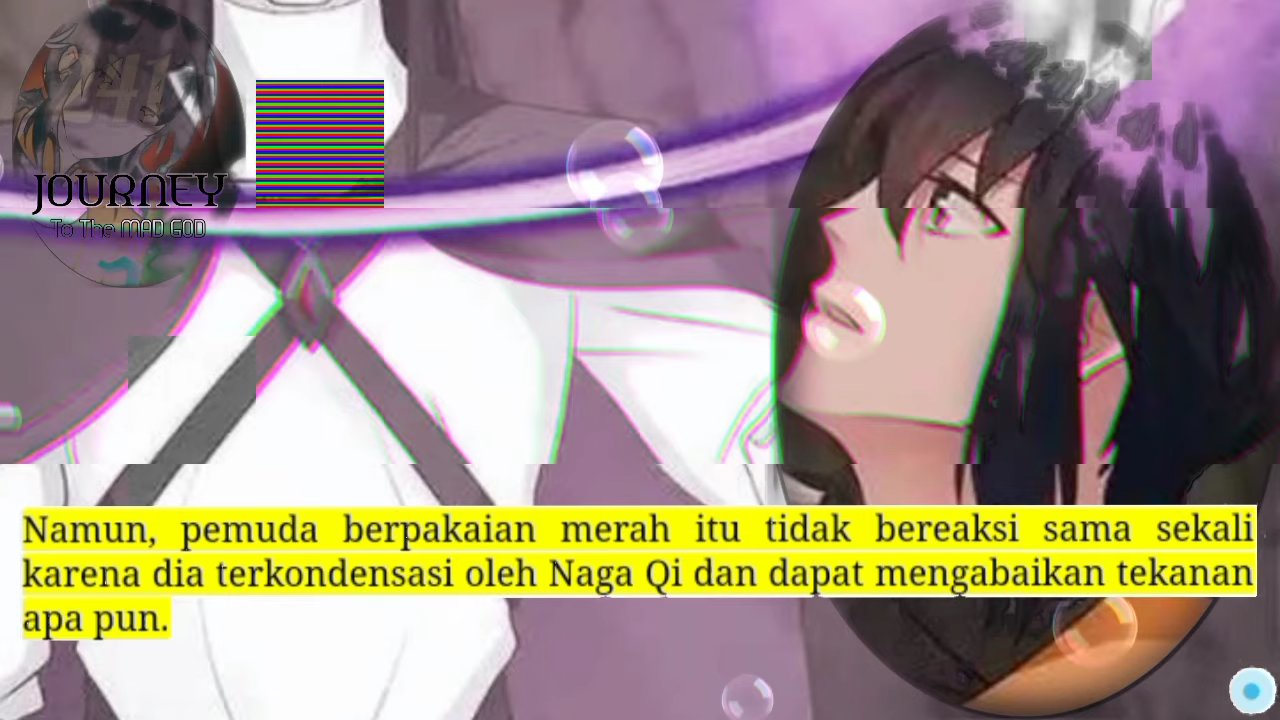 JOURNEY
To The MAD GOD
Namun, pemuda berpakaian merah itu tidak bereaksi sama sekali
karena dia terkondensasi oleh Naga Qi dan dapat mengabaikan tekanan
apa pun.